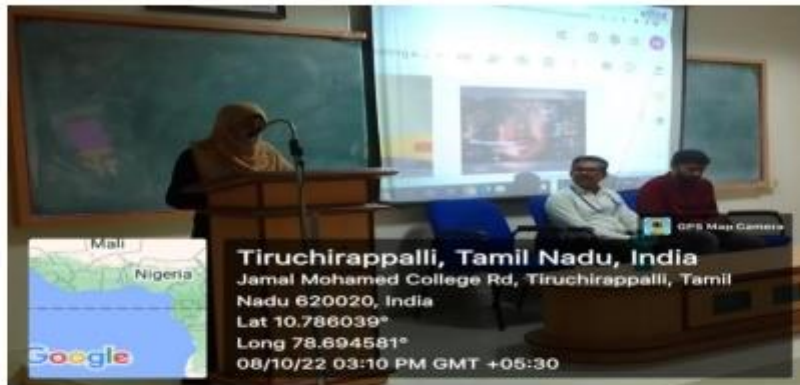 GPS Map Camera
Mali
Nigeria
Google
Tiruchirappalli, Tamil Nadu, India
Jamal Mohamed College Rd, Tiruchirappalli, Tamil
Nadu 620020, India
Lat 10.786039°
Long 78.694581°
08/10/22 03:10 PM GMT +05:30